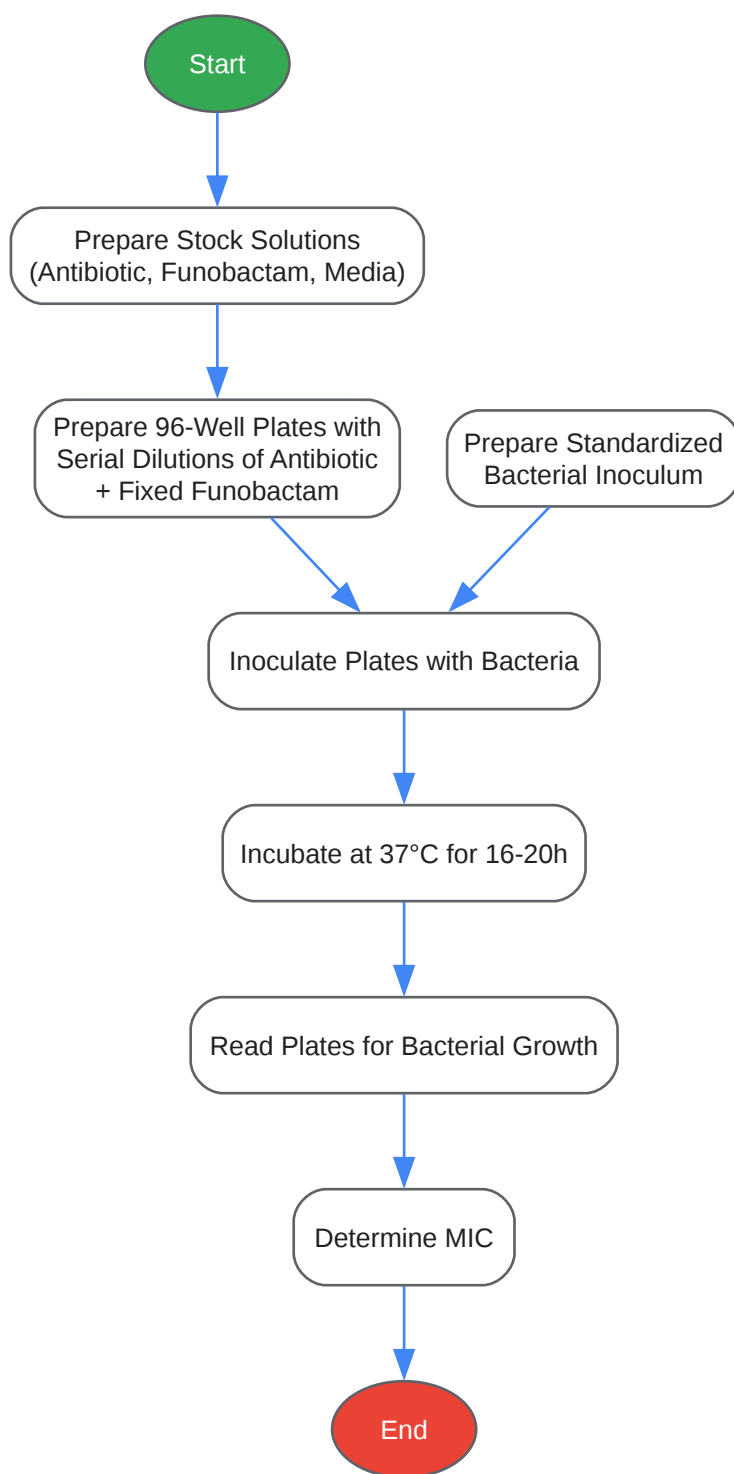 Start
Prepare Stock Solutions
(Antibiotic, Funobactam, Media)
Prepare 96-Well Plates with
Serial Dilutions of Antibiotic
+ Fixed Funobactam
Prepare Standardized
Bacterial Inoculum
Inoculate Plates with Bacteria
Incubate at 37°C for 16-20h
Read Plates for Bacterial Growth
Determine MIC
End